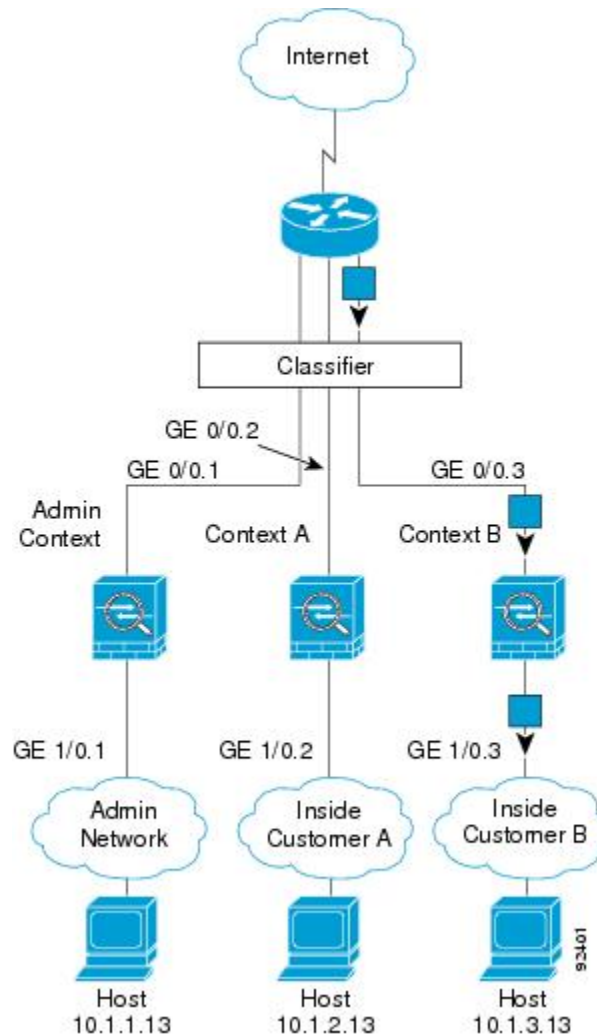 Internet
Classifier
GE 0/0.2
GE 0/0.1
GE 0/0.3
Admin
Context
Context A
Context B
GE 1/0.1
GE 1/0.2
GE 1/0.3
Admin
Network
Inside
Customer A
Inside
Customer B
Host
10.1.1.13
Host
10.1.2.13
Host
10.1.3.13
92401